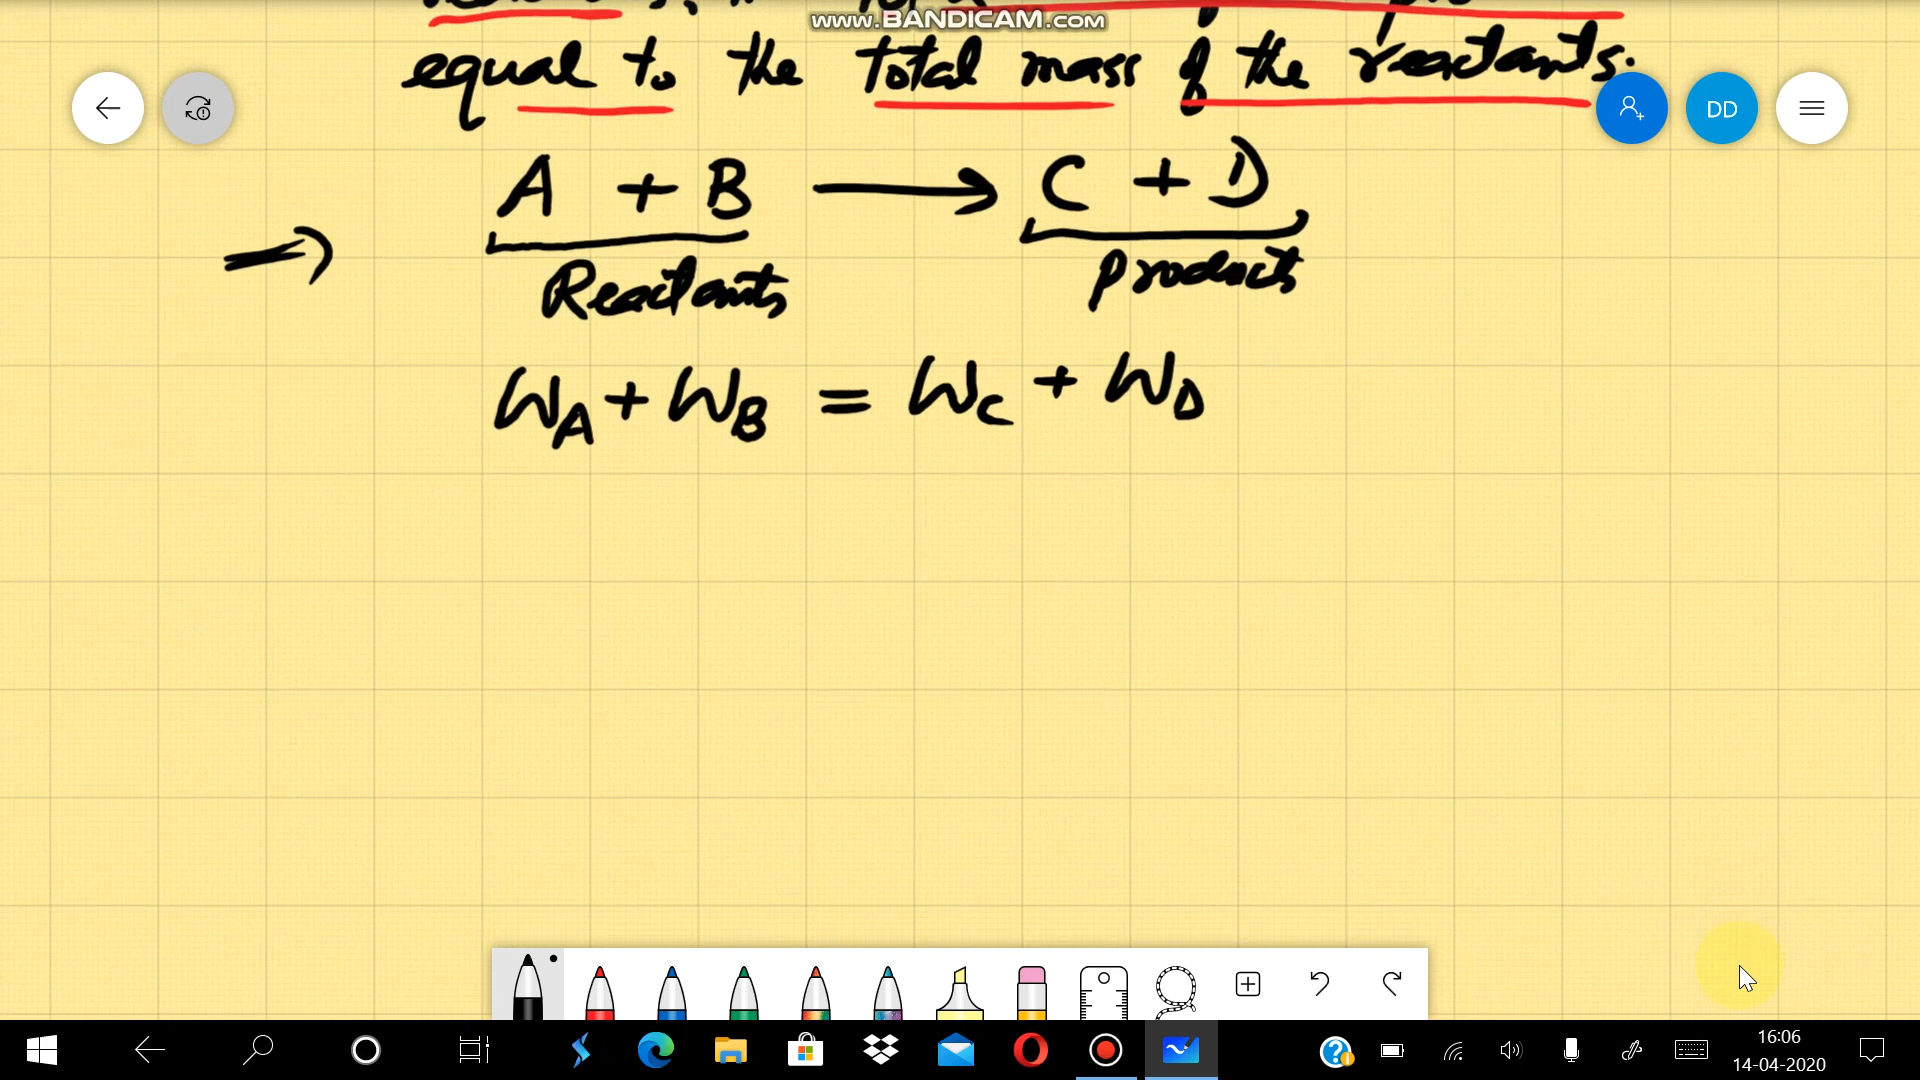 www.BANDICAM.com
equal to the total mass of the reactants.
DD
A + B ⟶ C + D
⇒
Reactants
Products
W_A + W_B = W_C + W_D
16:06
14-04-2020